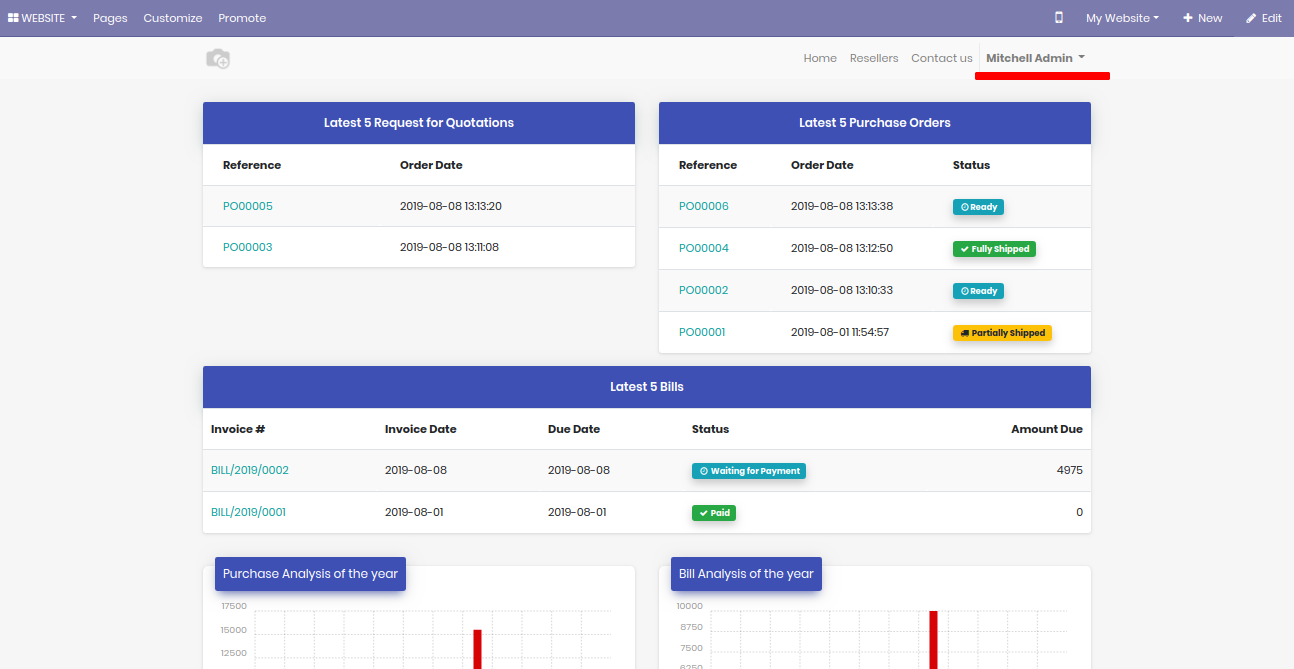 WEBSITE Pages Customize Promote My Website New Edit
Home Resellers Contact us Mitchell Admin
Latest 5 Request for Quotations
Reference Order Date
PO00005 2019-08-08 13:13:20
PO00003 2019-08-08 13:11:08
Latest 5 Purchase Orders
Reference Order Date Status
PO00006 2019-08-08 13:13:38 Ready
PO00004 2019-08-08 13:12:50 Fully Shipped
PO00002 2019-08-08 13:10:33 Ready
PO00001 2019-08-01 11:54:57 Partially Shipped
Latest 5 Bills
Invoice # Invoice Date Due Date Status Amount Due
BILL/2019/0002 2019-08-08 2019-08-08 Waiting for Payment 4975
BILL/2019/0001 2019-08-01 2019-08-01 Paid 0
Purchase Analysis of the year
17500
15000
12500
Bill Analysis of the year
10000
8750
7500
6250